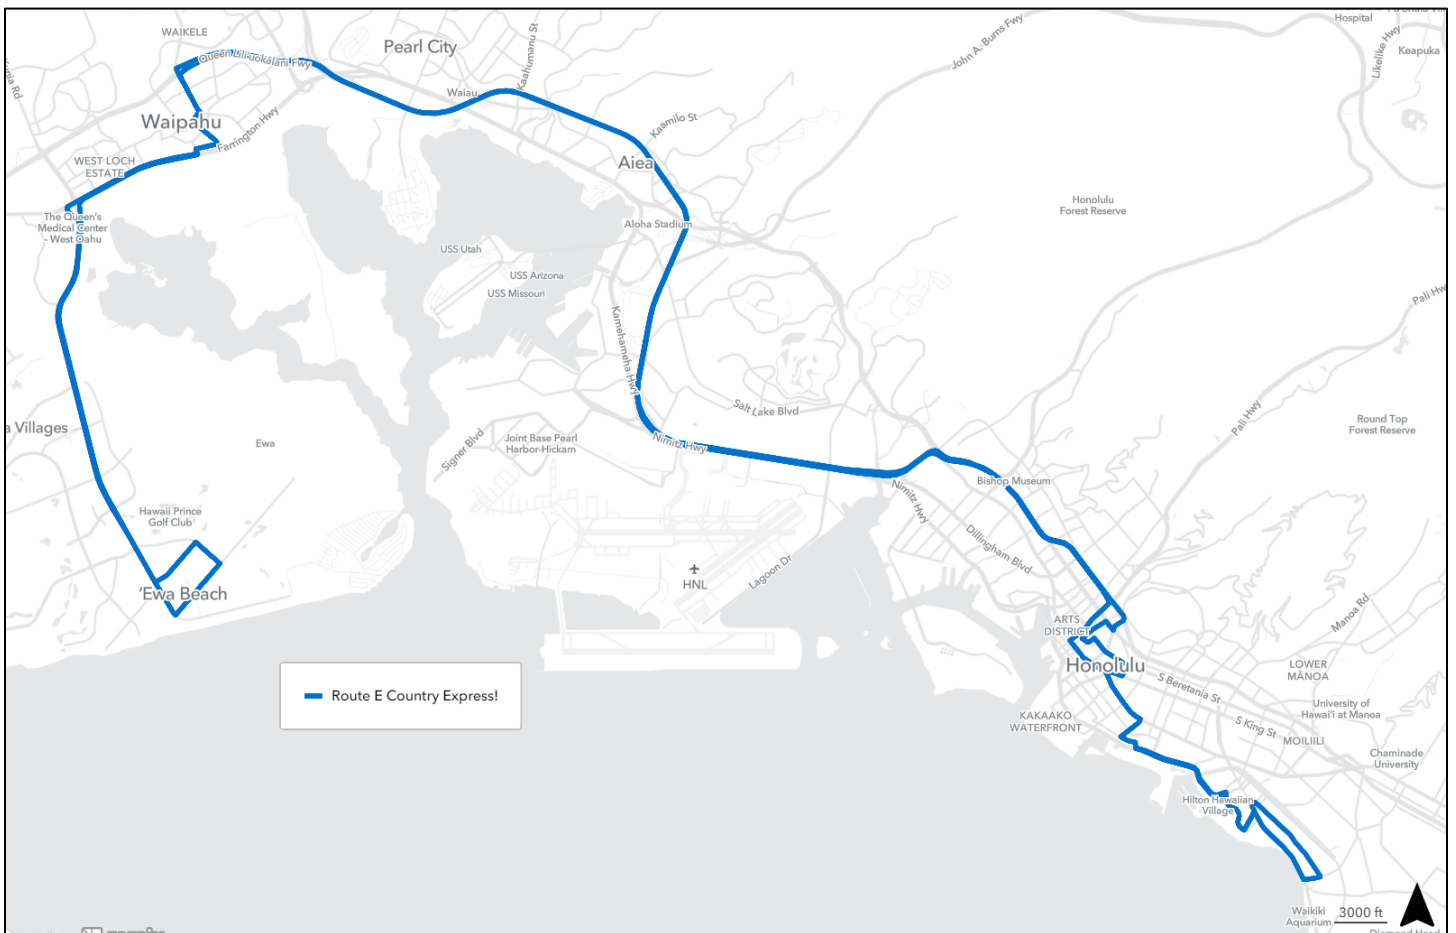 Hospital
Likelike Hwy
Keapuka
WAIKELE
Pearl City
Kaahumanu St
John A. Burns Fwy
Queen Liliuokalani Fwy
Waiau
Waipahu
Farrington Hwy
Kaamilo St
Aiea
WEST LOCH
ESTATE
The Queen's
Medical Center
- West Oahu
Aloha Stadium
Honolulu
Forest Reserve
USS Utah
USS Arizona
USS Missouri
Pali Hw
Kamehameha Hwy
Salt Lake Blvd
Pali Hwy
Round Top
Forest Reserve
a Villages
Ewa
Signer Blvd
Joint Base Pearl
Harbor-Hickam
Nimitz Hwy
Bishop Museum
Nimitz Hwy
Hawaii Prince
Golf Club
Dillingham Blvd
HNL
Lagoon Dr
'Ewa Beach
Manoa Rd
ARTS
DISTRICT
Honolulu
LOWER
MĀNOA
S Beretania St
Route E Country Express!
University of
Hawai'i at Manoa
KAKAAKO
WATERFRONT
S King St
MOILIILI
Chaminade
University
Hilton Hawaiian
Village
Waikiki
Aquarium
3000 ft